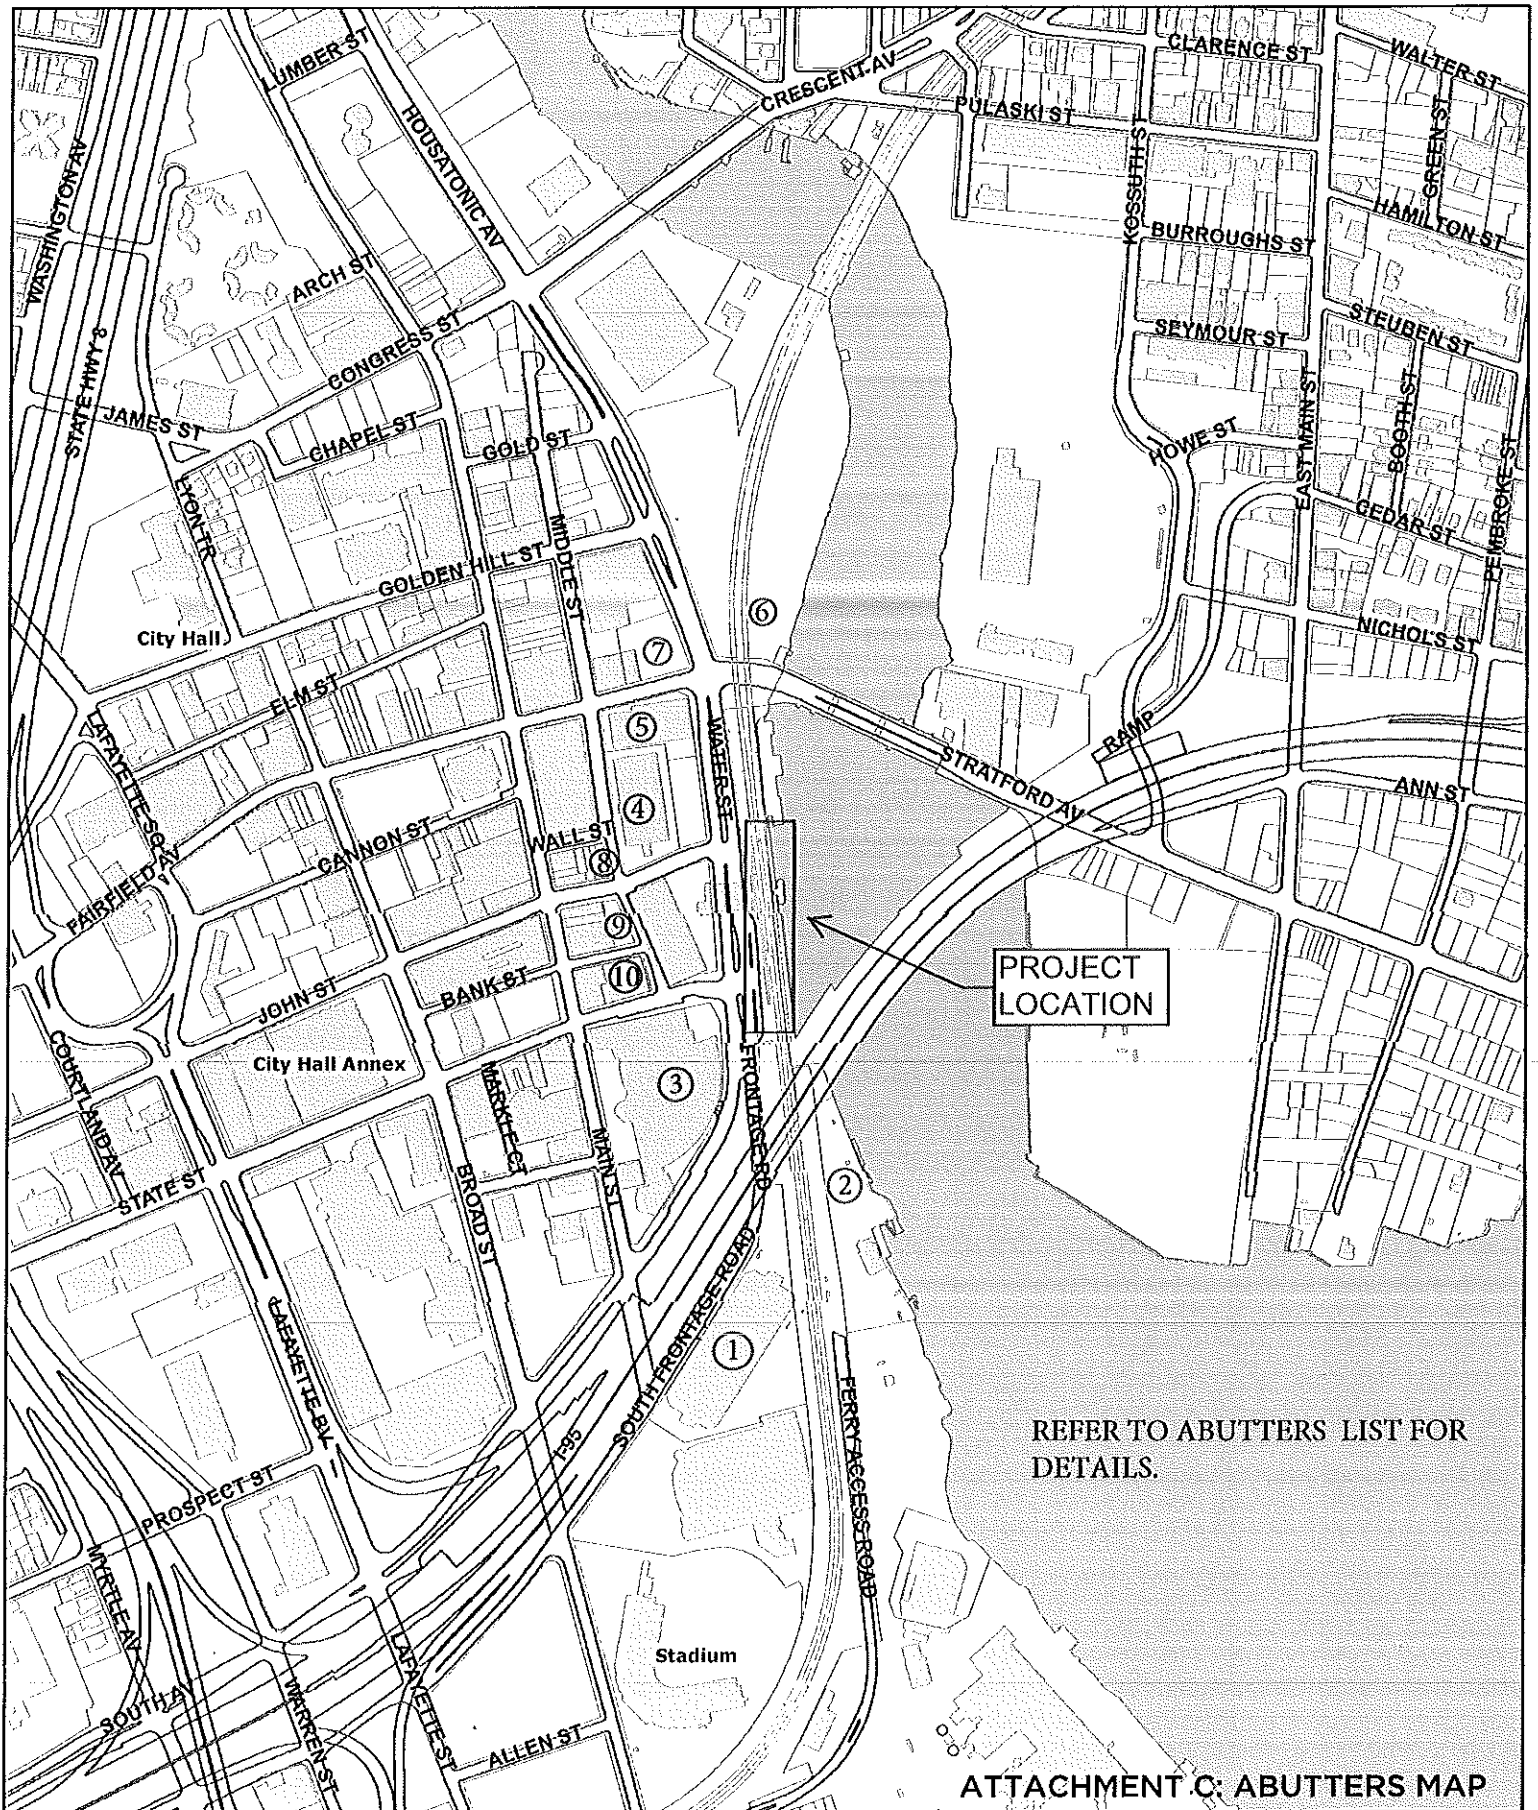 LUMBER ST
HOUSATONIC AV
CRESCENT AV
CLARENCE ST
WALTER ST
PULASKI ST
KOSSUTH ST
GREEN ST
WASHINGTON AV
HAMILTON ST
BURROUGHS ST
ARCH ST
CONGRESS ST
SEYMOUR ST
STEUBEN ST
STATE HWY 8
JAMES ST
CHAPEL ST
GOLD ST
HOWE ST
EAST MAIN ST
BOOTH ST
PEMBROKE ST
CEDAR ST
LYON TR
MIDDLE ST
GOLDEN HILL ST
City Hall
6
NICHOLS ST
7
ELM ST
LAFAYETTE SQ
5
WATER ST
RAMP
STRATFORD AV
ANN ST
4
CANNON ST
WALL ST
8
FAIRFIELD AV
9
PROJECT
LOCATION
10
JOHN ST
BANK ST
COURTLAND AV
City Hall Annex
MARKLE CT
3
FRONTAGE RD
MAIN ST
2
STATE ST
BROAD ST
SOUTH FRONTAGE ROAD
1
LAFAYETTE BV
FERRY ACCESS ROAD
I-95
REFER TO ABUTTERS LIST FOR
DETAILS.
PROSPECT ST
MYRTLE AV
Stadium
LAFAYETTE ST
SOUTH AV
WARREN ST
ALLEN ST
ATTACHMENT C: ABUTTERS MAP